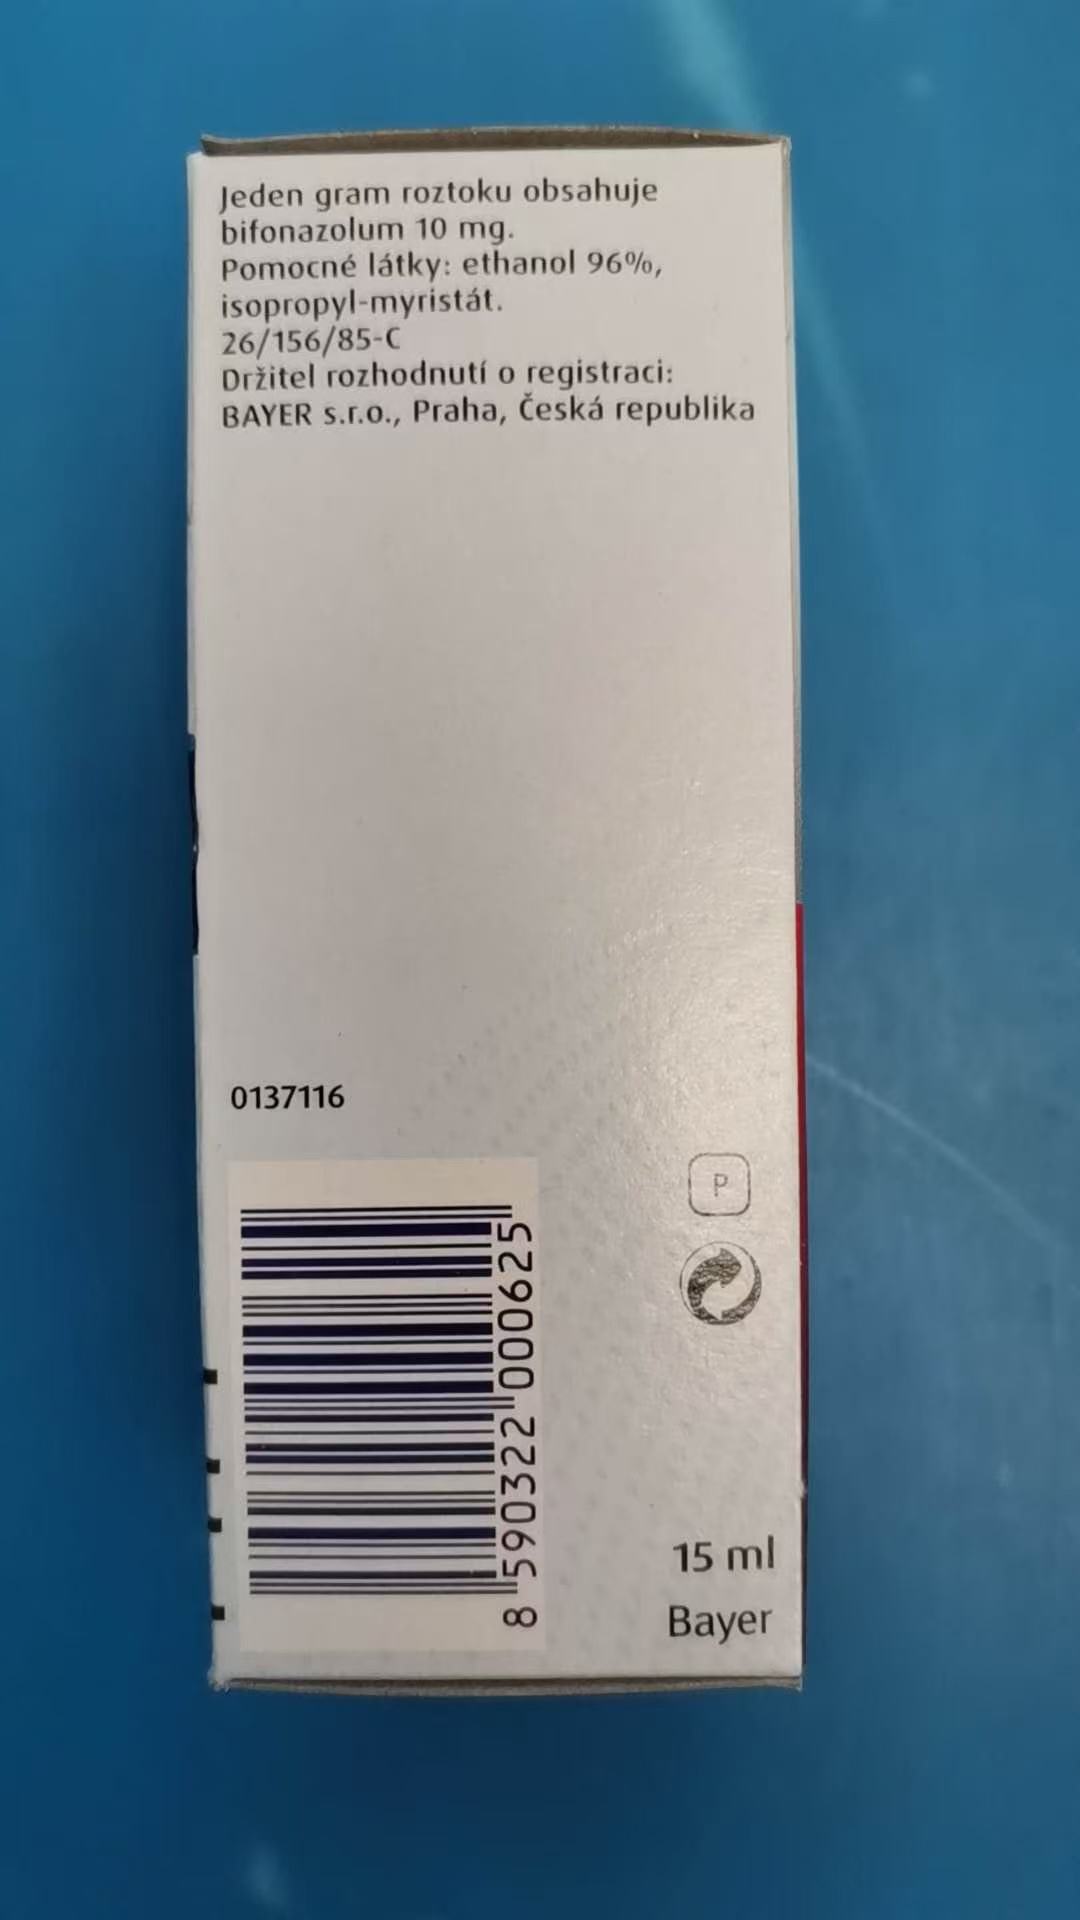 Jeden gram roztoku obsahuje
bifonazolum 10 mg.
Pomocné látky: ethanol 96%,
isopropyl-myristát.
26/156/85-C
Držitel rozhodnutí o registraci:
BAYER s.r.o., Praha, Česká republika
0137116
P
8 590322 000625
15 ml
Bayer